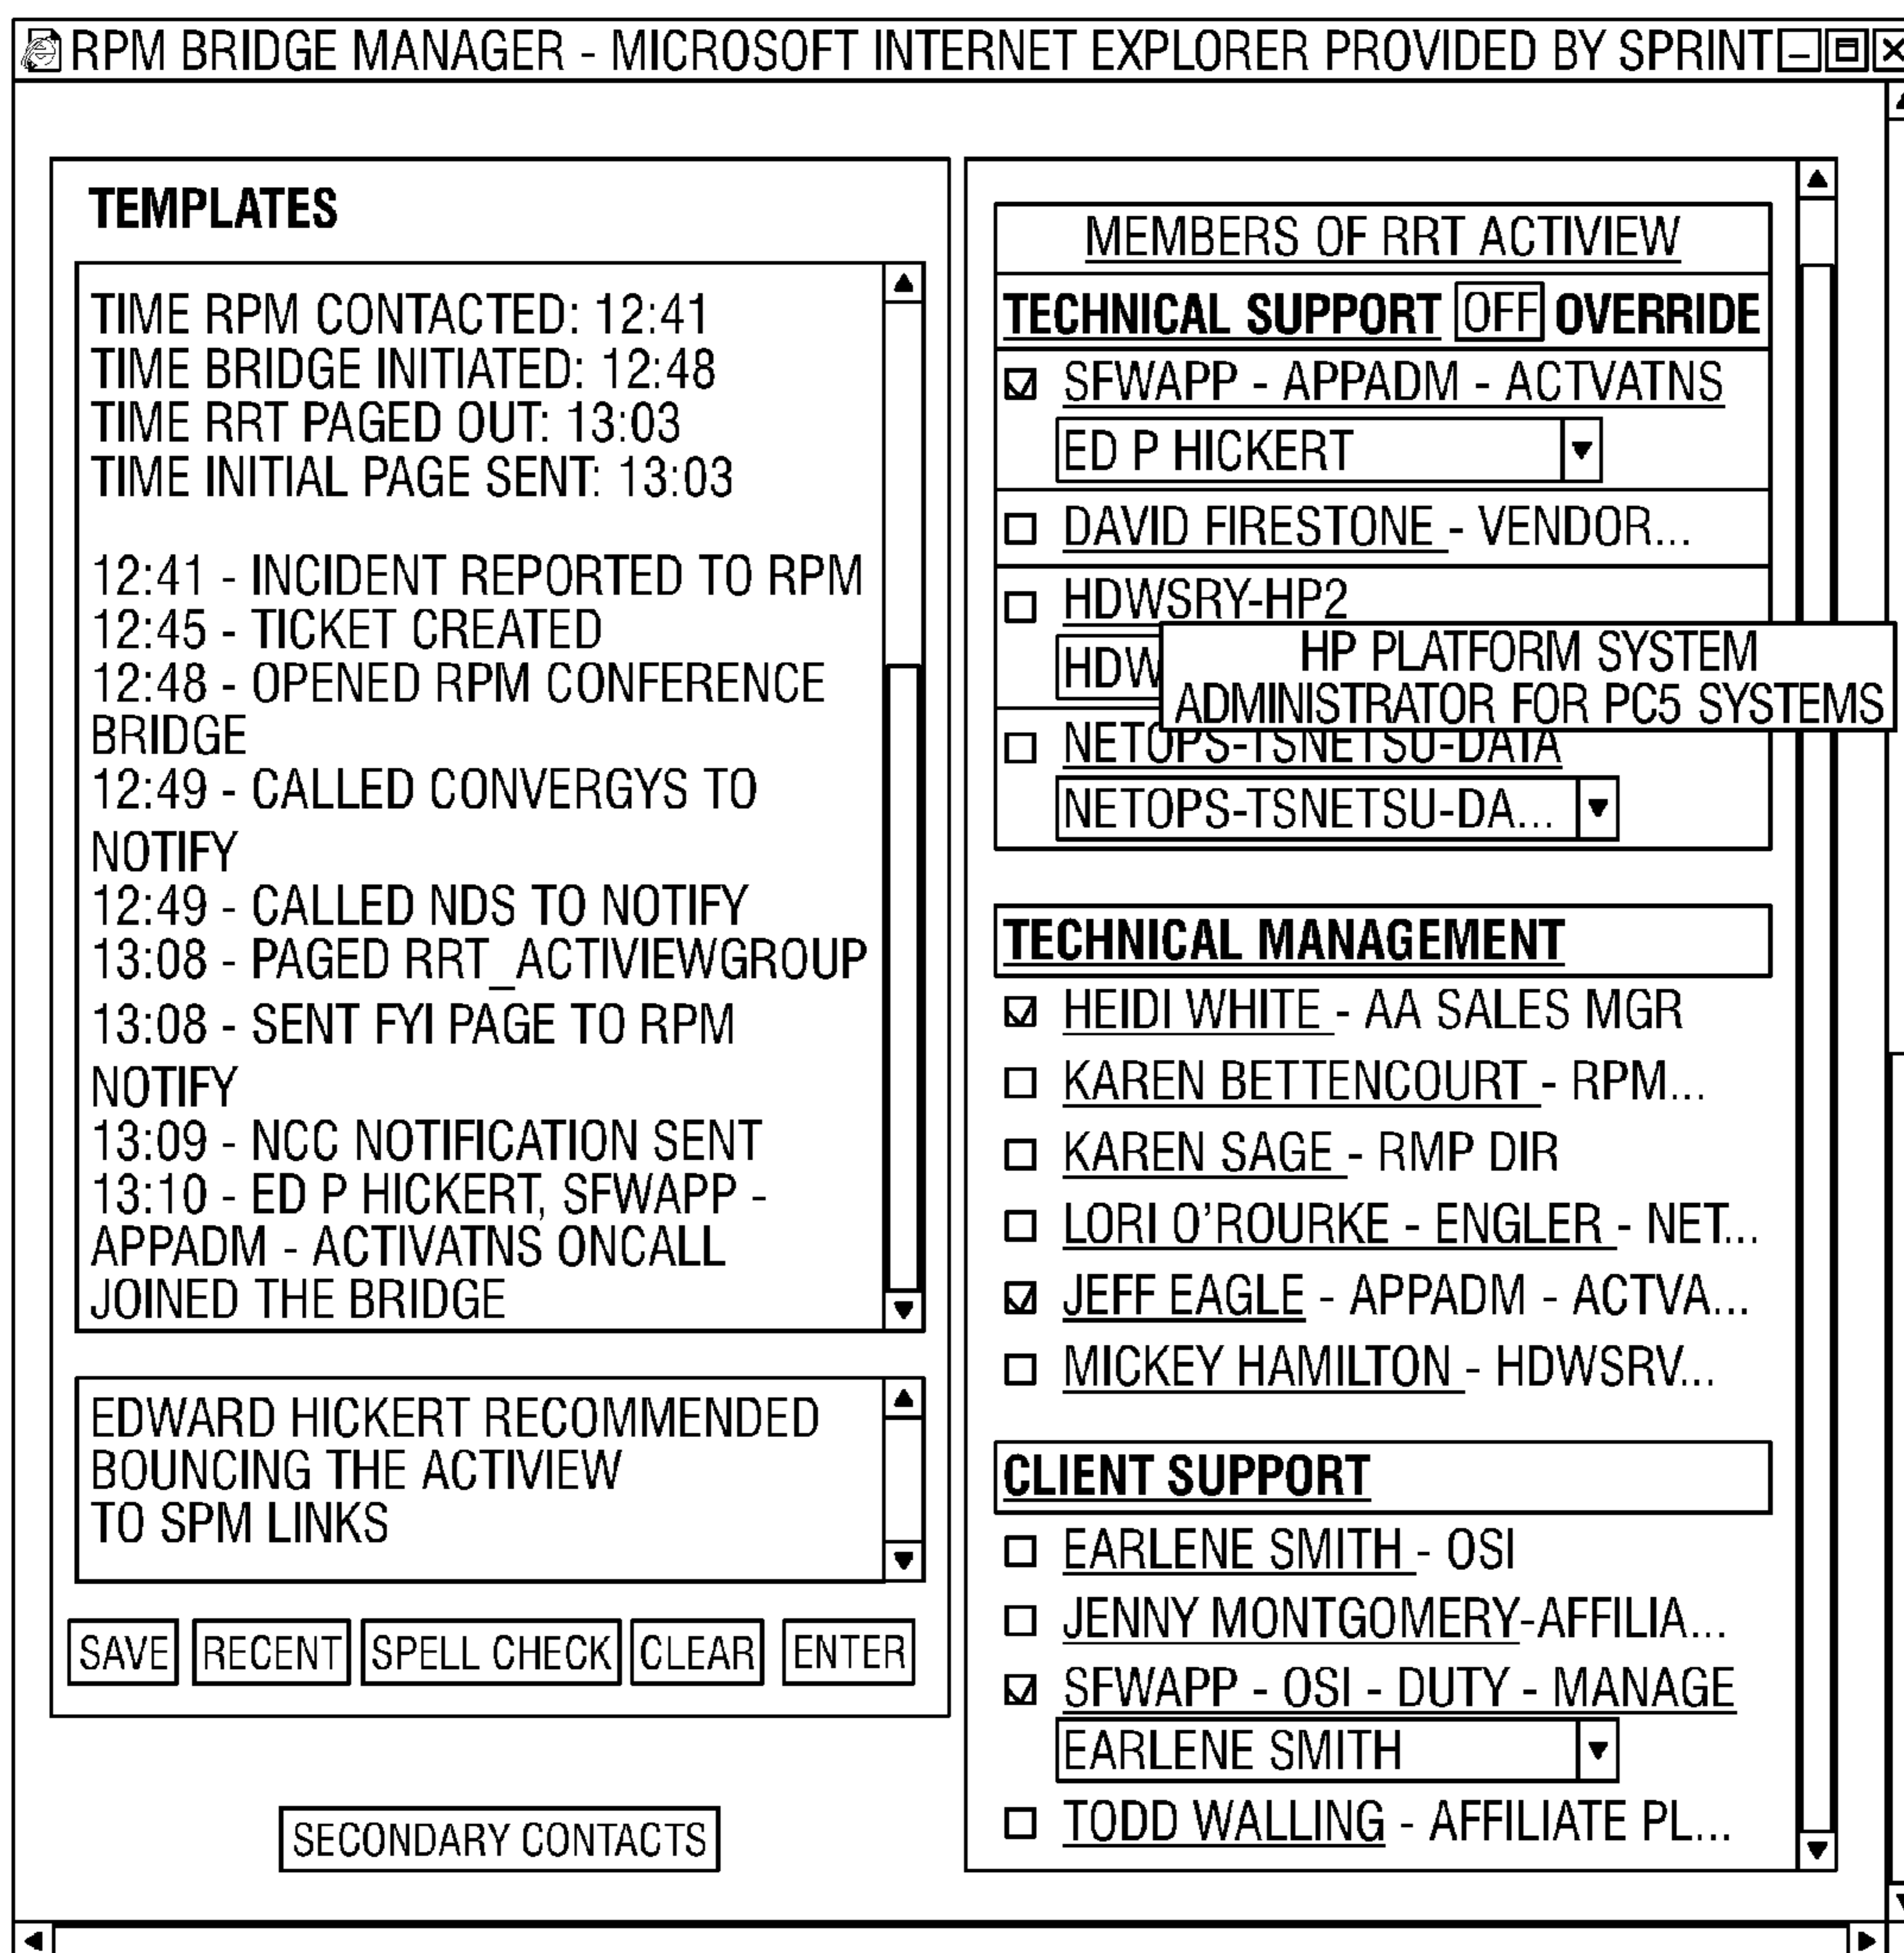 RPM BRIDGE MANAGER - MICROSOFT INTERNET EXPLORER PROVIDED BY SPRINT
TEMPLATES
TIME RPM CONTACTED: 12:41
TIME BRIDGE INITIATED: 12:48
TIME RRT PAGED OUT: 13:03
TIME INITIAL PAGE SENT: 13:03
12:41 - INCIDENT REPORTED TO RPM
12:45 - TICKET CREATED
12:48 - OPENED RPM CONFERENCE
BRIDGE
12:49 - CALLED CONVERGYS TO
NOTIFY
12:49 - CALLED NDS TO NOTIFY
13:08 - PAGED RRT_ACTIVIEWGROUP
13:08 - SENT FYI PAGE TO RPM
NOTIFY
13:09 - NCC NOTIFICATION SENT
13:10 - ED P HICKERT, SFWAPP -
APPADM - ACTIVATNS ONCALL
JOINED THE BRIDGE
EDWARD HICKERT RECOMMENDED
BOUNCING THE ACTIVIEW
TO SPM LINKS
SAVE RECENT SPELL CHECK CLEAR ENTER
SECONDARY CONTACTS
MEMBERS OF RRT ACTIVIEW
TECHNICAL SUPPORT OFF OVERRIDE
SFWAPP - APPADM - ACTVATNS
ED P HICKERT
DAVID FIRESTONE - VENDOR...
HDWSRY-HP2
HDW
HP PLATFORM SYSTEM
ADMINISTRATOR FOR PC5 SYSTEMS
NETOPS-TSNETSU-DATA
NETOPS-TSNETSU-DA...
TECHNICAL MANAGEMENT
HEIDI WHITE - AA SALES MGR
KAREN BETTENCOURT - RPM...
KAREN SAGE - RMP DIR
LORI O'ROURKE - ENGLER - NET...
JEFF EAGLE - APPADM - ACTVA...
MICKEY HAMILTON - HDWSRV...
CLIENT SUPPORT
EARLENE SMITH - OSI
JENNY MONTGOMERY-AFFILIA...
SFWAPP - OSI - DUTY - MANAGE
EARLENE SMITH
TODD WALLING - AFFILIATE PL...